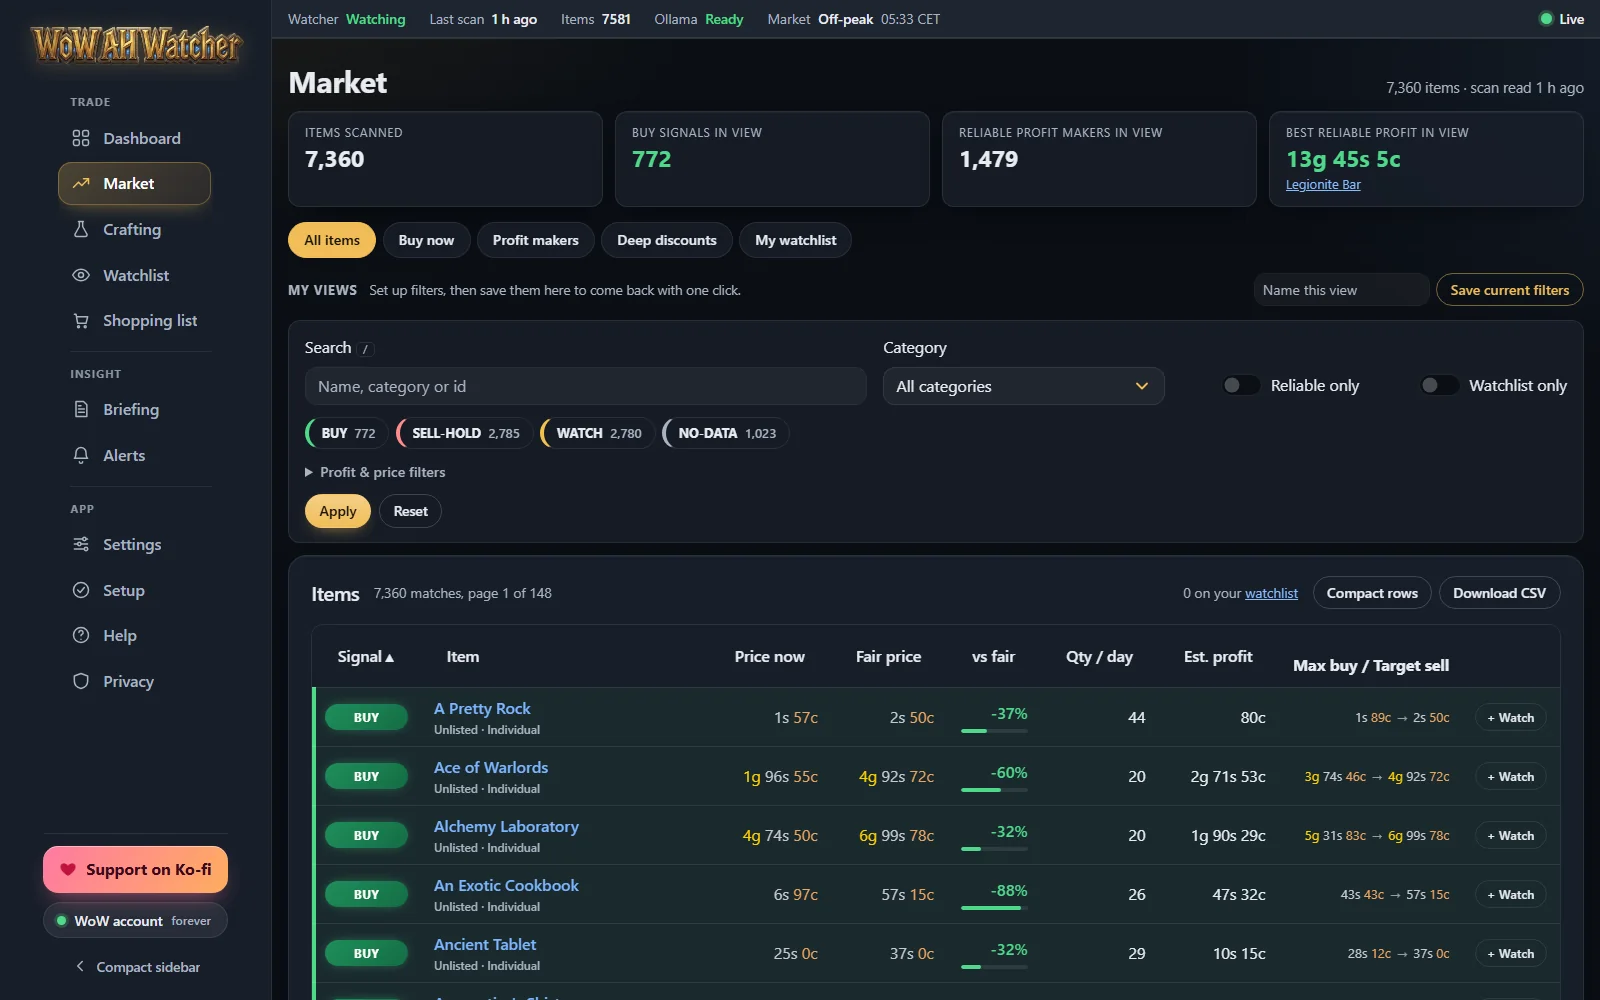 WoW AH Watcher
TRADE
Dashboard
Market
Crafting
Watchlist
Shopping list
INSIGHT
Briefing
Alerts
APP
Settings
Setup
Help
Privacy
Support on Ko-fi
WoW account forever
Compact sidebar
Watcher Watching Last scan 1 h ago Items 7581 Ollama Ready Market Off-peak 05:33 CET Live
Market
7,360 items · scan read 1 h ago
ITEMS SCANNED
7,360
BUY SIGNALS IN VIEW
772
RELIABLE PROFIT MAKERS IN VIEW
1,479
BEST RELIABLE PROFIT IN VIEW
13g 45s 5c
Legionite Bar
All items Buy now Profit makers Deep discounts My watchlist
MY VIEWS Set up filters, then save them here to come back with one click. Name this view Save current filters
Search /
Category
Name, category or id
All categories
Reliable only
Watchlist only
BUY 772 SELL-HOLD 2,785 WATCH 2,780 NO-DATA 1,023
▶ Profit & price filters
Apply Reset
Items 7,360 matches, page 1 of 148 0 on your watchlist Compact rows Download CSV
Signal▲ Item Price now Fair price vs fair Qty / day Est. profit Max buy / Target sell
BUY A Pretty Rock 1s 57c 2s 50c -37% 44 80c 1s 89c → 2s 50c + Watch
Unlisted · Individual
BUY Ace of Warlords 1g 96s 55c 4g 92s 72c -60% 20 2g 71s 53c 3g 74s 46c → 4g 92s 72c + Watch
Unlisted · Individual
BUY Alchemy Laboratory 4g 74s 50c 6g 99s 78c -32% 20 1g 90s 29c 5g 31s 83c → 6g 99s 78c + Watch
Unlisted · Individual
BUY An Exotic Cookbook 6s 97c 57s 15c -88% 26 47s 32c 43s 43c → 57s 15c + Watch
Unlisted · Individual
BUY Ancient Tablet 25s 0c 37s 0c -32% 29 10s 15c 28s 12c → 37s 0c + Watch
Unlisted · Individual